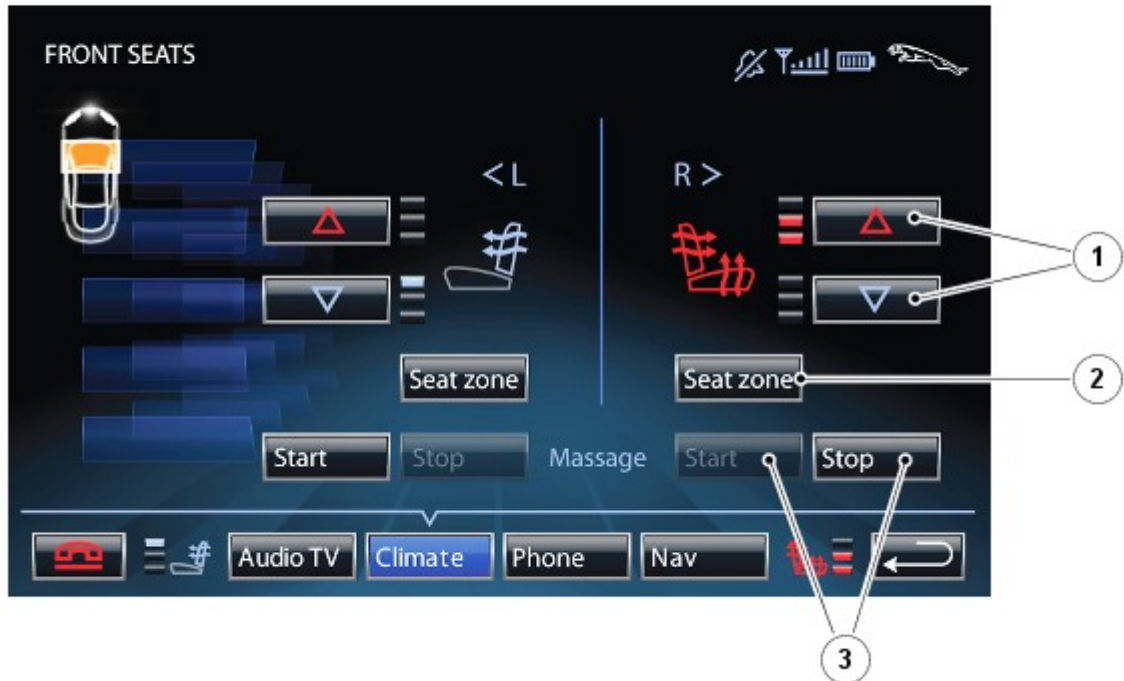 FRONT SEATS
< L
R >
1
Seat zone
Seat zone
2
Start
Stop
Massage
Start
Stop
Audio TV
Climate
Phone
Nav
3